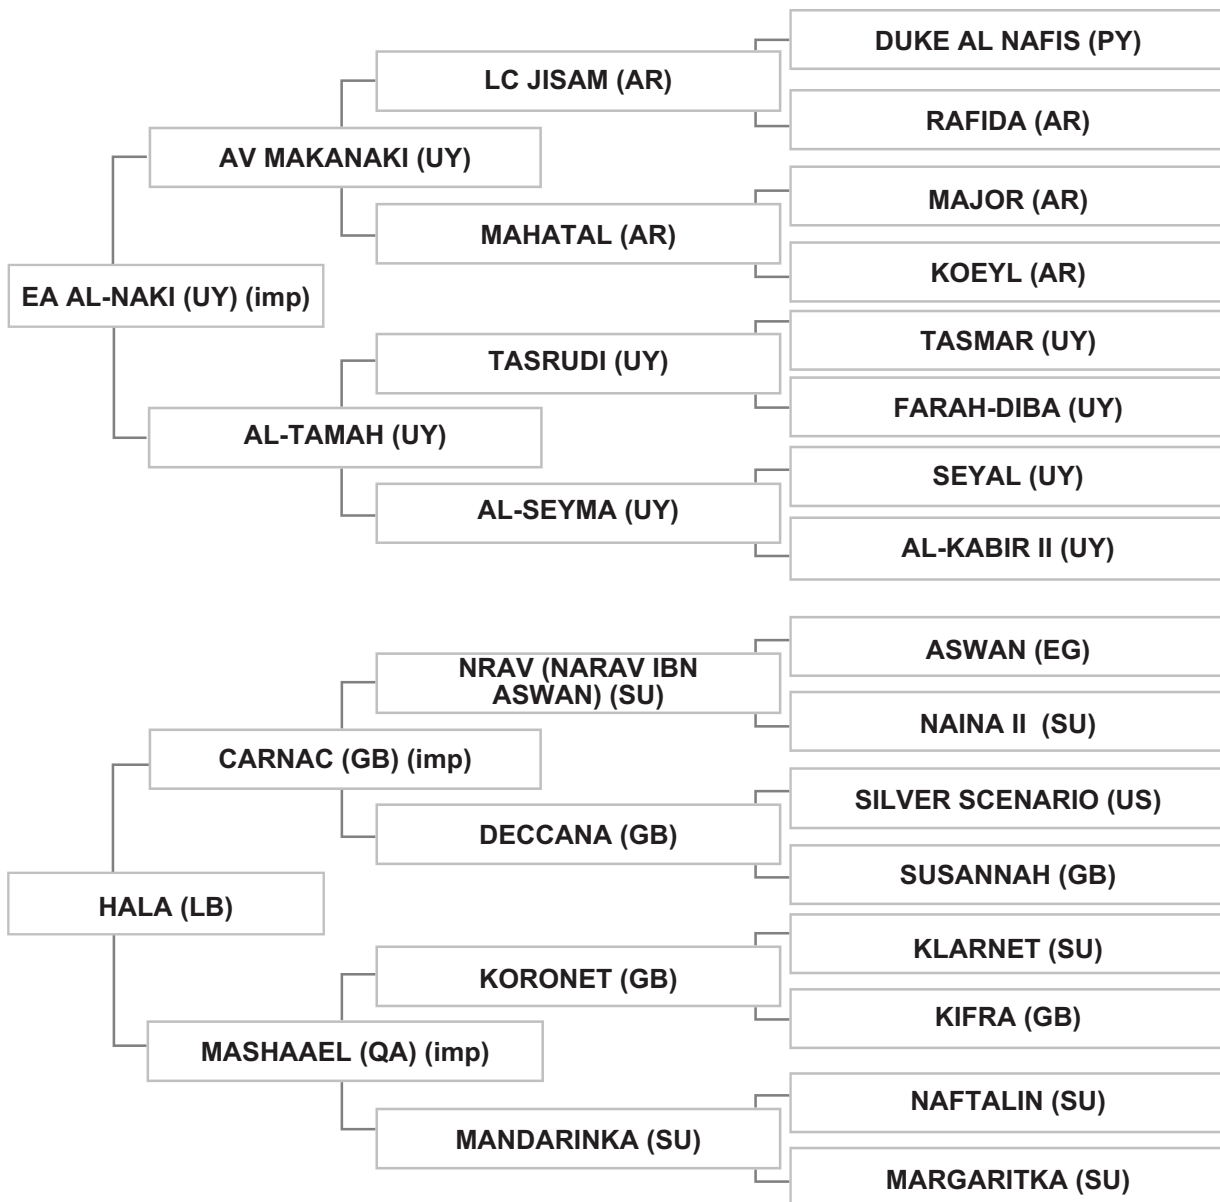 DUKE AL NAFIS (PY)
LC JISAM (AR)
RAFIDA (AR)
AV MAKANAKI (UY)
MAJOR (AR)
MAHATAL (AR)
KOEYL (AR)
EA AL-NAKI (UY) (imp)
TASMAR (UY)
TASRUDI (UY)
FARAH-DIBA (UY)
AL-TAMAH (UY)
SEYAL (UY)
AL-SEYMA (UY)
AL-KABIR II (UY)
ASWAN (EG)
NRAV (NARAV IBN
ASWAN) (SU)
NAINA II (SU)
CARNAC (GB) (imp)
SILVER SCENARIO (US)
DECCANA (GB)
SUSANNAH (GB)
HALA (LB)
KLARNET (SU)
KORONET (GB)
KIFRA (GB)
MASHAAEL (QA) (imp)
NAFTALIN (SU)
MANDARINKA (SU)
MARGARITKA (SU)